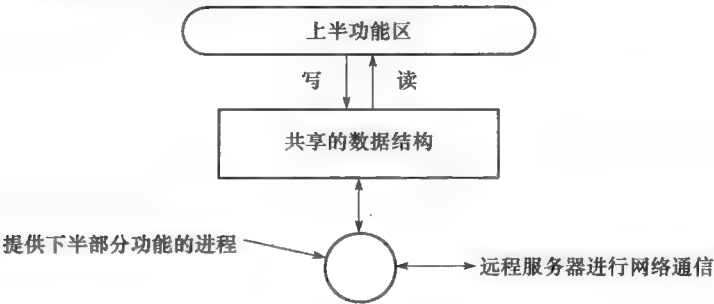 上半功能区
写
读
共享的数据结构
提供下半部分功能的进程
远程服务器进行网络通信